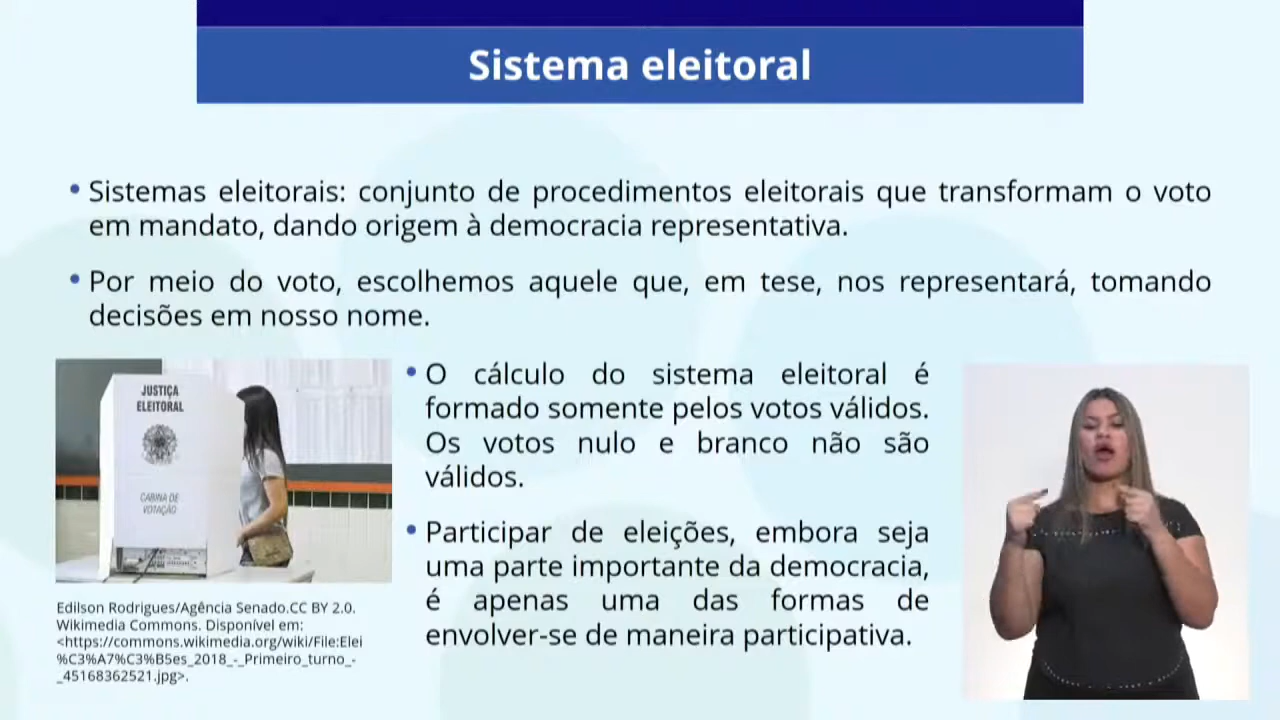 Sistema eleitoral
• Sistemas eleitorais: conjunto de procedimentos eleitorais que transformam o voto
em mandato, dando origem à democracia representativa.
• Por meio do voto, escolhemos aquele que, em tese, nos representará, tomando
decisões em nosso nome.
JUSTIÇA
ELEITORAL
CABINA DE
VOTAÇÃO
Edilson Rodrigues/Agência Senado.CC BY 2.0.
Wikimedia Commons. Disponível em:
<https://commons.wikimedia.org/wiki/File:Elei
%C3%A7%C3%B5es_2018_-_Primeiro_turno_-
_45168362521.jpg>.
• O cálculo do sistema eleitoral é
formado somente pelos votos válidos.
Os votos nulo e branco não são
válidos.
• Participar de eleições, embora seja
uma parte importante da democracia,
é apenas uma das formas de
envolver-se de maneira participativa.